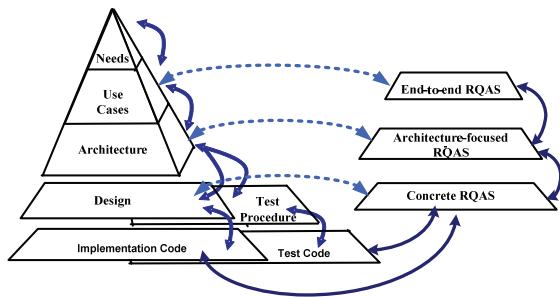 Needs
Use
Cases
Architecture
Design
Test
Procedure
Implementation Code
Test Code
End-to-end RQAS
Architecture-focused
RQAS
Concrete RQAS